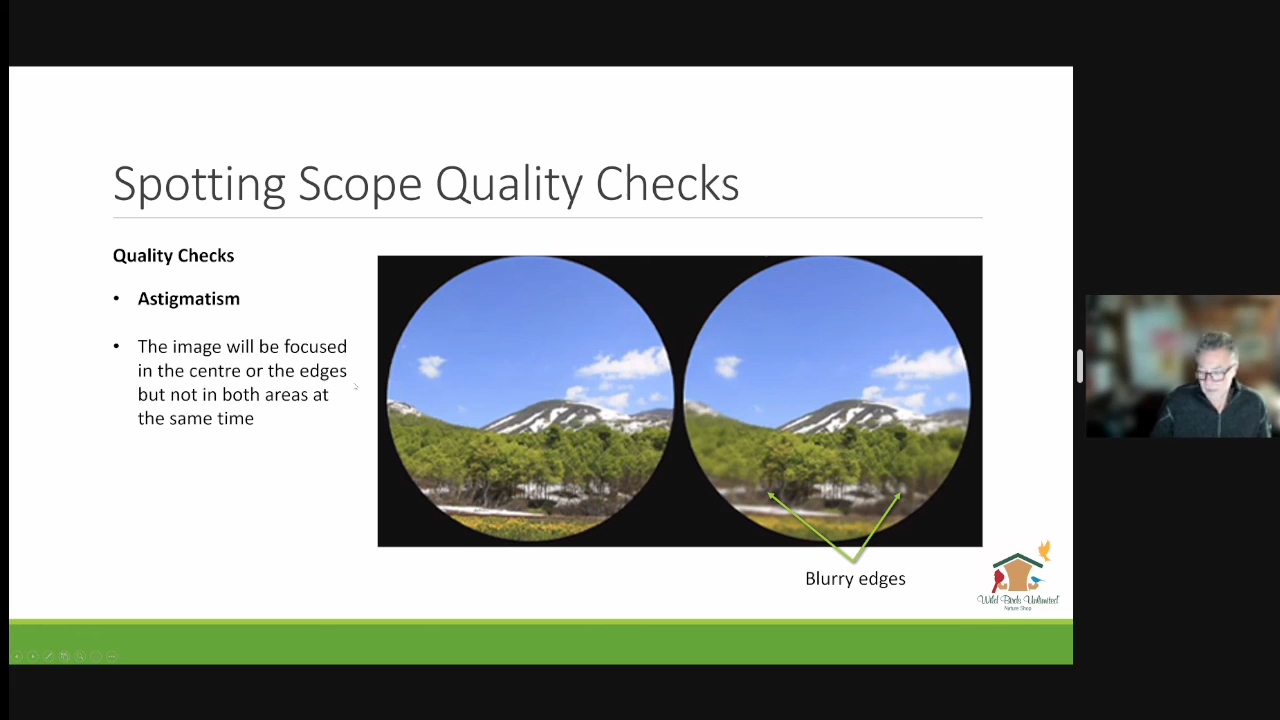 Spotting Scope Quality Checks
Quality Checks
• Astigmatism
• The image will be focused
in the centre or the edges
but not in both areas at
the same time
Blurry edges
Wild Birds Unlimited
Nature Shop